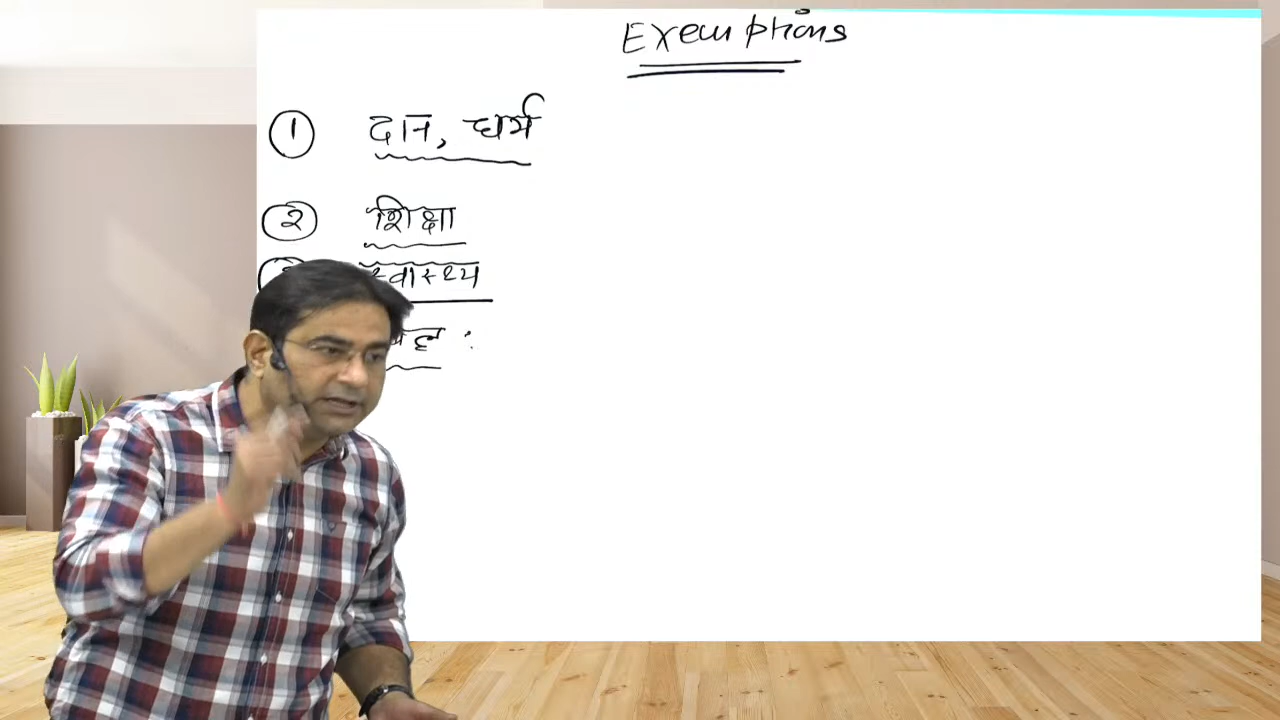 Exemptions
① दान, धर्म
② शिक्षा
स्वास्थ्य
: